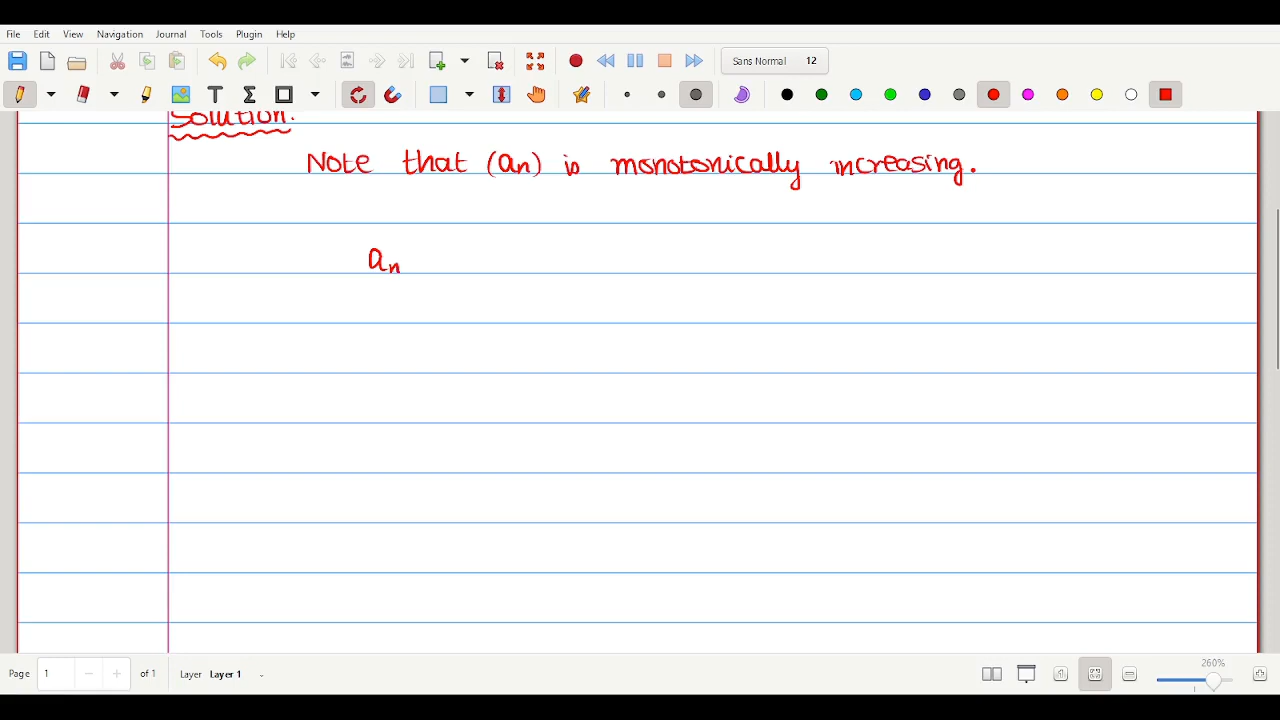 File Edit View Navigation Journal Tools Plugin Help
Sans Normal 12
Solution:
Note that (an) is monotonically increasing.
an
Page 1 of 1 Layer Layer 1 260%